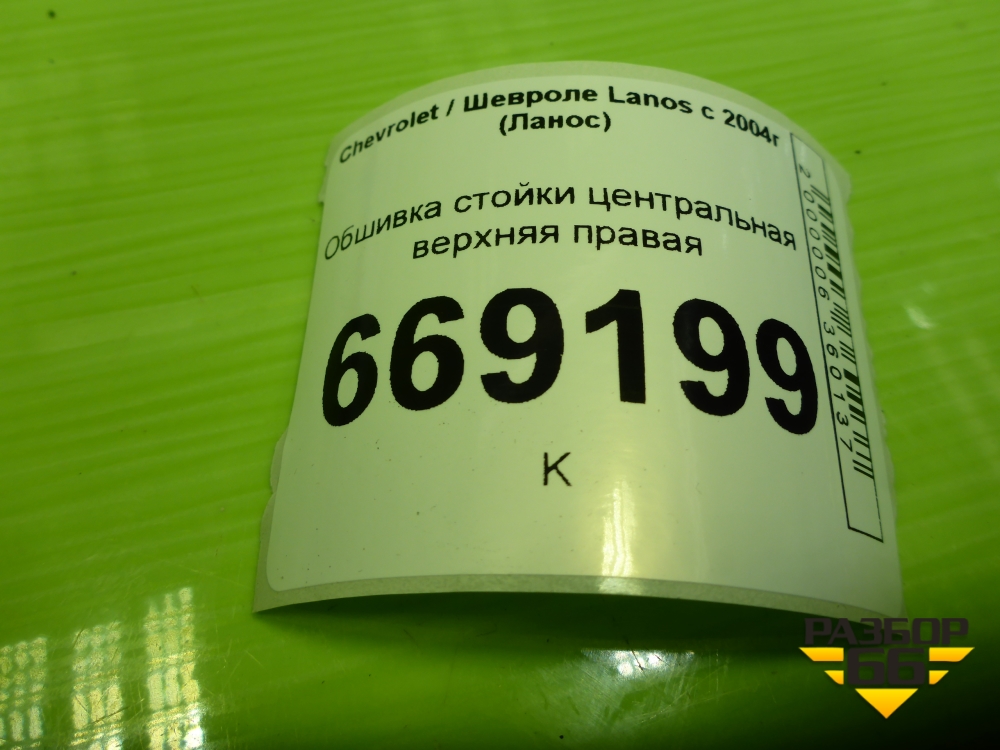 Chevrolet / Шевроле Lanos с 2004г
(Ланос)
Обшивка стойки центральная
верхняя правая
669199
К
2000006360137
РАЗБОР
66